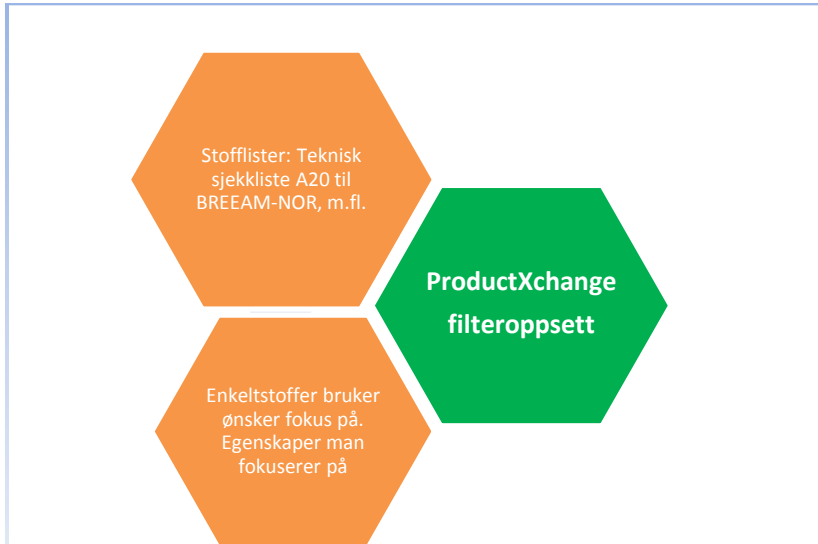 Stofflister: Teknisk
sjekkliste A20 til
BREEAM-NOR, m.fl.
ProductXchange
filteroppsett
Enkeltstoffer bruker
ønsker fokus på.
Egenskaper man
fokuserer på